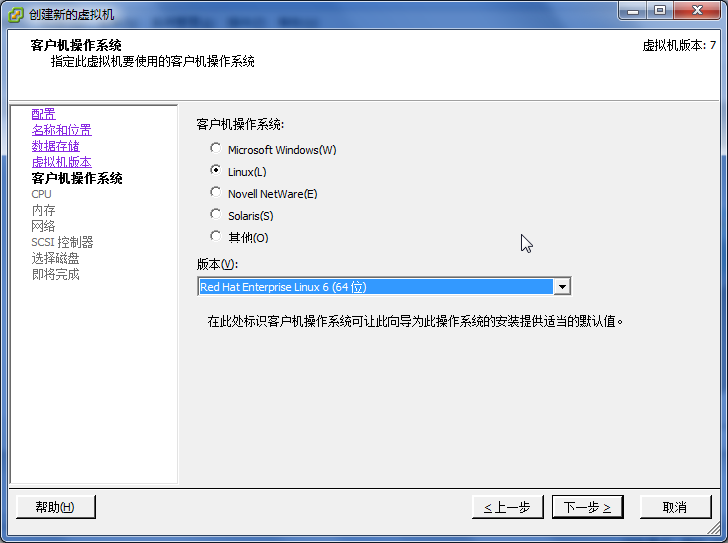 创建新的虚拟机
客户机操作系统
指定此虚拟机要使用的客户机操作系统
虚拟机版本: 7
配置
名称和位置
数据存储
虚拟机版本
客户机操作系统
CPU
内存
网络
SCSI 控制器
选择磁盘
即将完成
客户机操作系统:
Microsoft Windows(W)
Linux(L)
Novell NetWare(E)
Solaris(S)
其他(O)
版本(V):
Red Hat Enterprise Linux 6 (64 位)
在此处标识客户机操作系统可让此向导为此操作系统的安装提供适当的默认值。
帮助(H)
< 上一步
下一步 >
取消